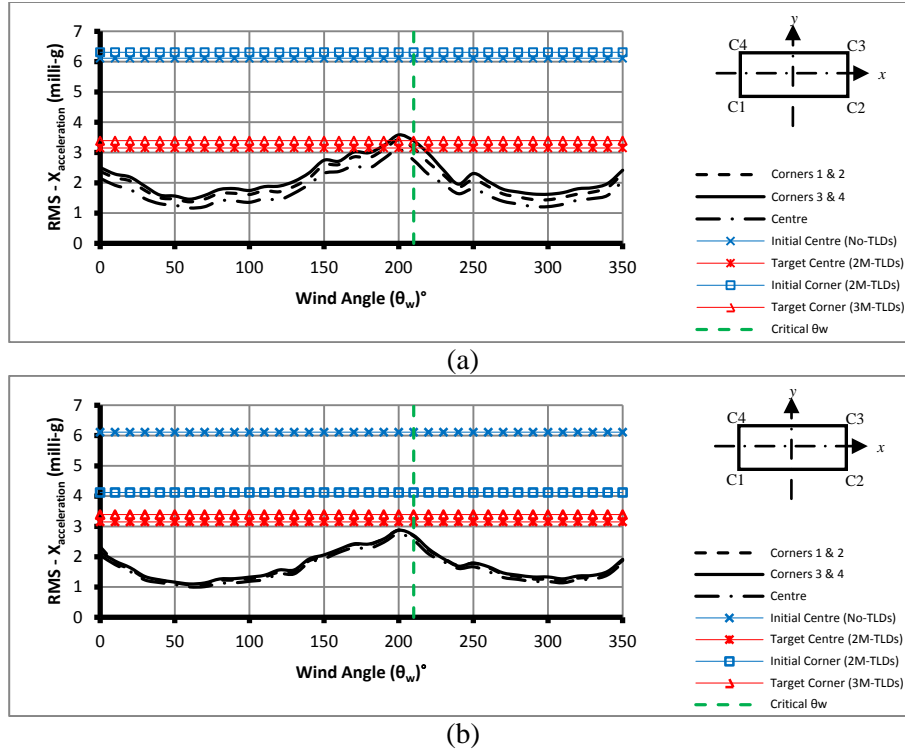 7
6
5
4
3
2
1
0
RMS - Xacceleration (milli-g)
0 50 100 150 200 250 300 350
Wind Angle (θw)°
y
C4 C3
x
C1 C2
Corners 1 & 2
Corners 3 & 4
Centre
Initial Centre (No-TLDs)
Target Centre (2M-TLDs)
Initial Corner (2M-TLDs)
Target Corner (3M-TLDs)
Critical θw
(a)
7
6
5
4
3
2
1
0
RMS - Xacceleration (milli-g)
0 50 100 150 200 250 300 350
Wind Angle (θw)°
y
C4 C3
x
C1 C2
Corners 1 & 2
Corners 3 & 4
Centre
Initial Centre (No-TLDs)
Target Centre (2M-TLDs)
Initial Corner (2M-TLDs)
Target Corner (3M-TLDs)
Critical θw
(b)